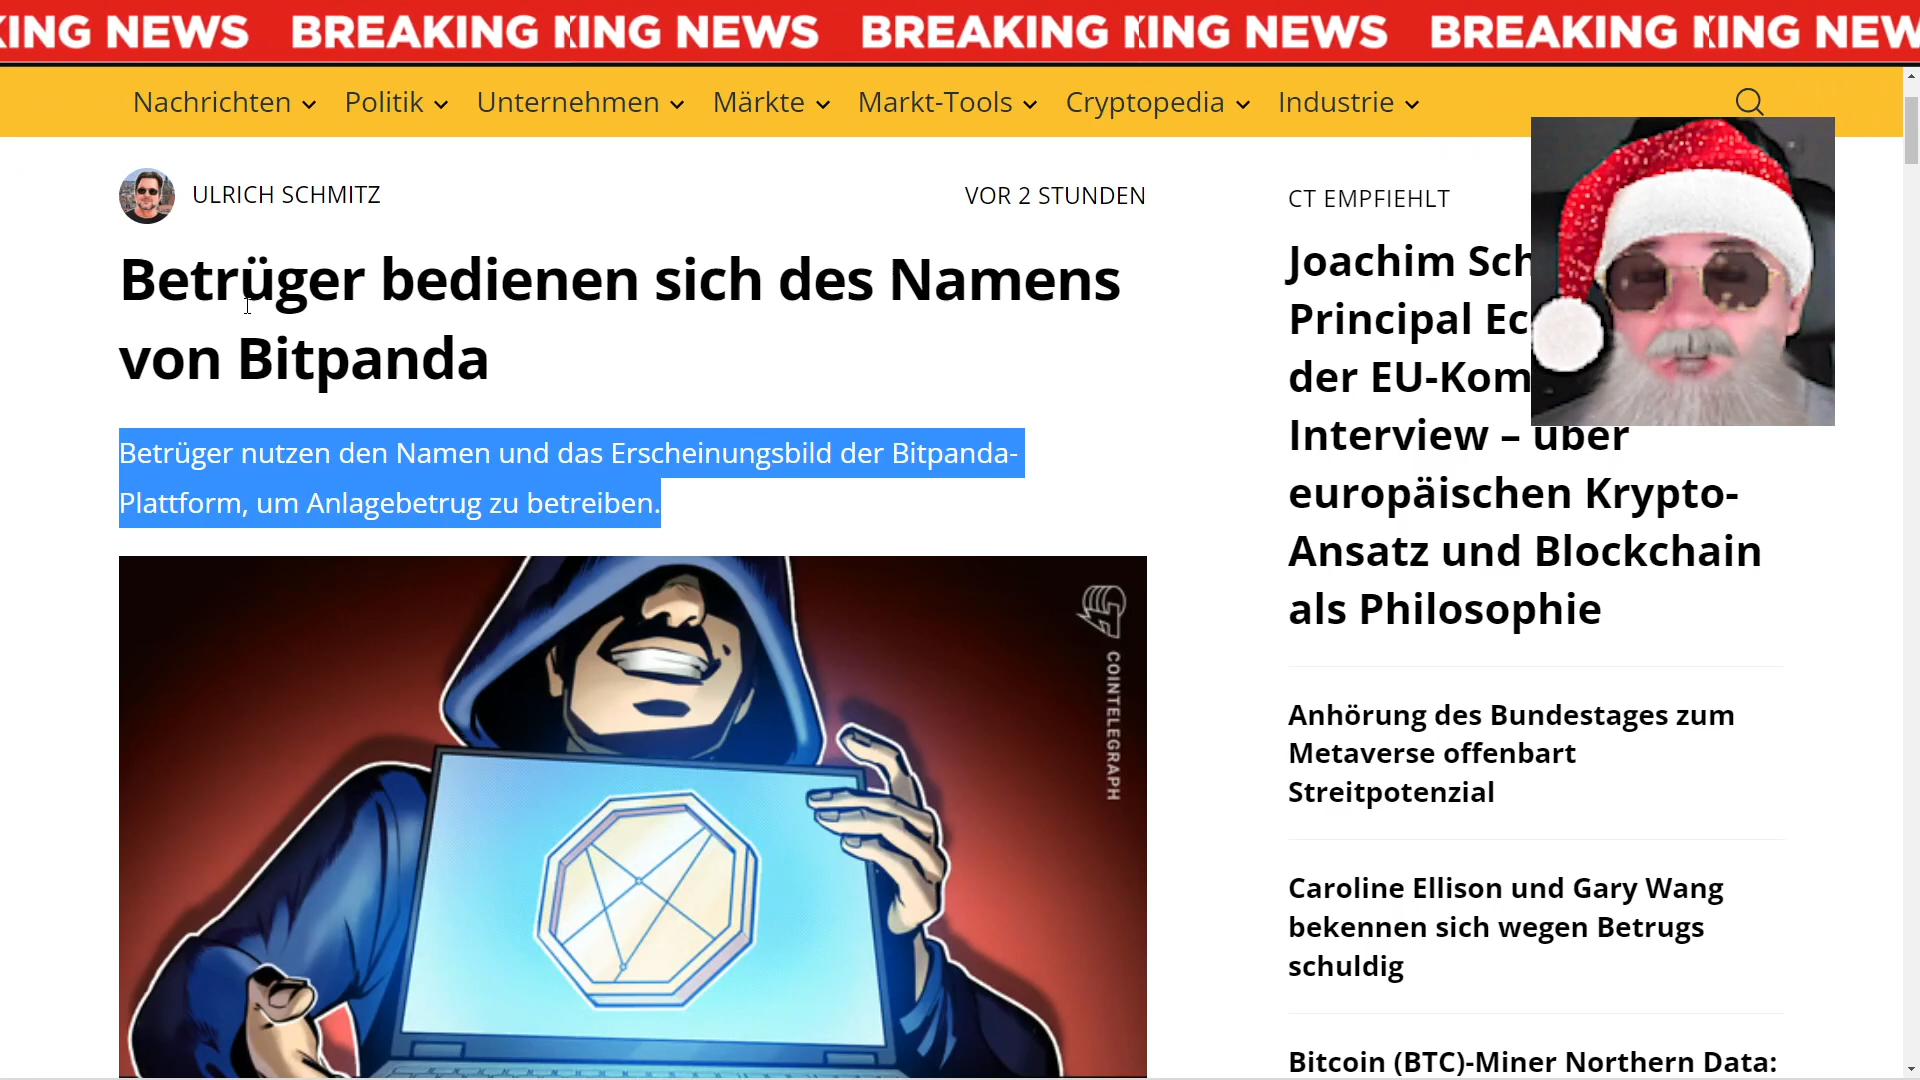 KING NEWS BREAKING KING NEWS BREAKING KING NEWS BREAKING KING NEW
Nachrichten Politik Unternehmen Märkte Markt-Tools Cryptopedia Industrie
ULRICH SCHMITZ
VOR 2 STUNDEN
Betrüger bedienen sich des Namens
von Bitpanda
Betrüger nutzen den Namen und das Erscheinungsbild der Bitpanda-
Plattform, um Anlagebetrug zu betreiben.
COINTELEGRAPH
CT EMPFIEHLT
Joachim Sch
Principal Ec
der EU-Kom
Interview – über
europäischen Krypto-
Ansatz und Blockchain
als Philosophie
Anhörung des Bundestages zum
Metaverse offenbart
Streitpotenzial
Caroline Ellison und Gary Wang
bekennen sich wegen Betrugs
schuldig
Bitcoin (BTC)-Miner Northern Data: